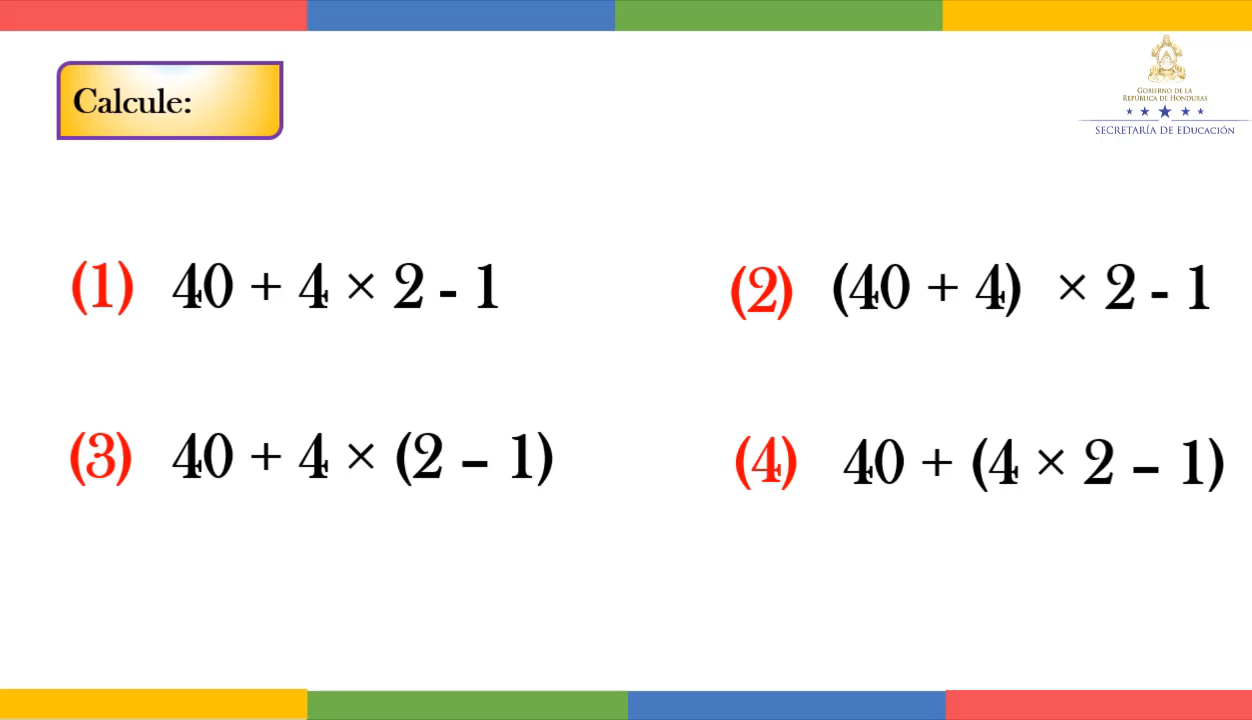 Calcule:
GOBIERNO DE LA
REPÚBLICA DE HONDURAS
SECRETARÍA DE EDUCACIÓN
(1) 40 + 4 × 2 - 1
(2) (40 + 4) × 2 - 1
(3) 40 + 4 × (2 – 1)
(4) 40 + (4 × 2 – 1)